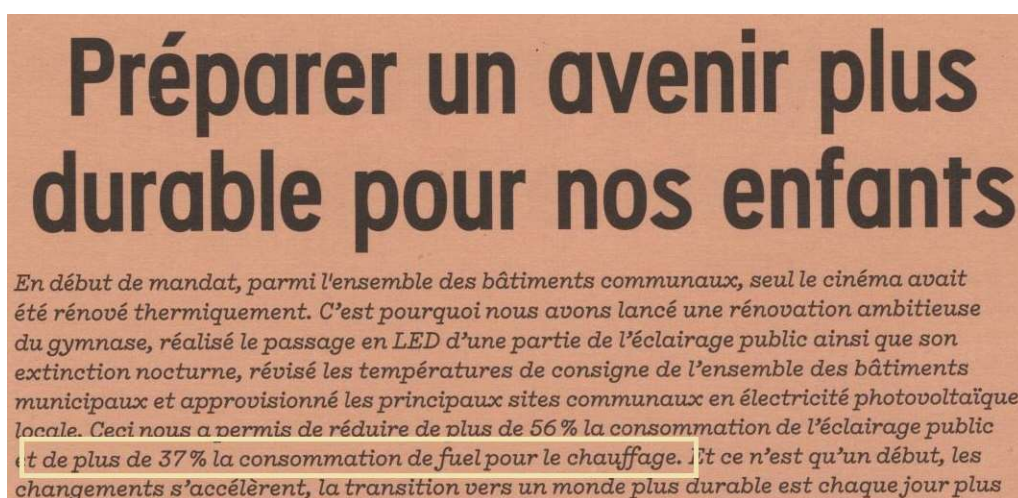 Préparer un avenir plus
durable pour nos enfants
En début de mandat, parmi l'ensemble des bâtiments communaux, seul le cinéma avait
été rénové thermiquement. C’est pourquoi nous avons lancé une rénovation ambitieuse
du gymnase, réalisé le passage en LED d’une partie de l’éclairage public ainsi que son
extinction nocturne, révisé les températures de consigne de l’ensemble des bâtiments
municipaux et approvisionné les principaux sites communaux en électricité photovoltaïque
locale. Ceci nous a permis de réduire de plus de 56 % la consommation de l’éclairage public
et de plus de 37 % la consommation de fuel pour le chauffage. Et ce n’est qu’un début, les
changements s’accélèrent, la transition vers un monde plus durable est chaque jour plus